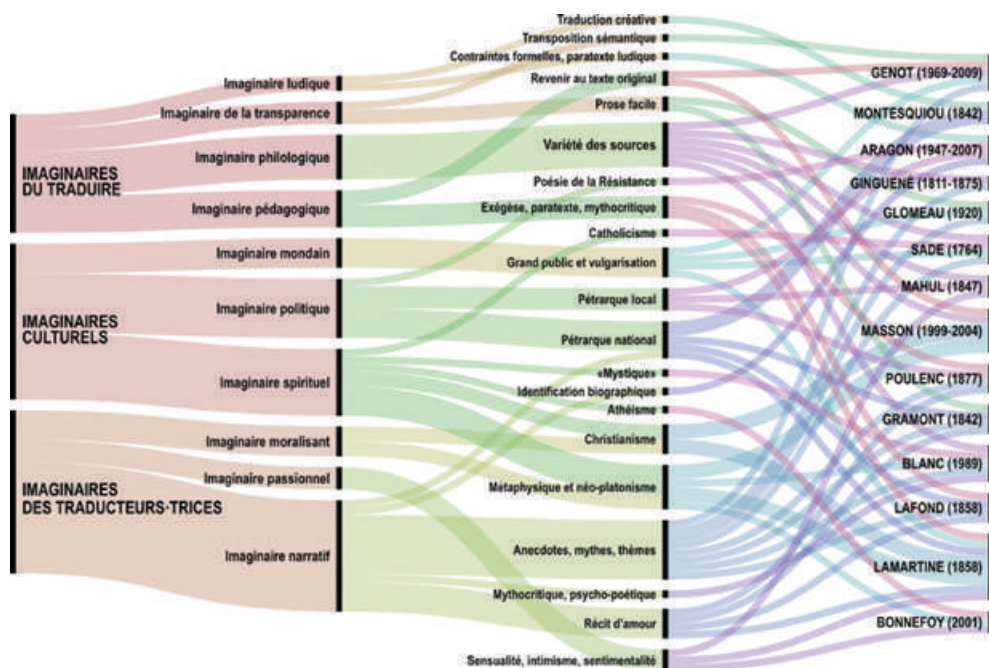 IMAGINAIRES
DU TRADUIRE
IMAGINAIRES
CULTURELS
IMAGINAIRES
DES TRADUCTEURS·TRICES
Imaginaire ludique
Imaginaire de la transparence
Imaginaire philologique
Imaginaire pédagogique
Imaginaire mondain
Imaginaire politique
Imaginaire spirituel
Imaginaire moralisant
Imaginaire passionnel
Imaginaire narratif
Traduction créative
Transposition sémantique
Contraintes formelles, paratexte ludique
Revenir au texte original
Prose facile
Variété des sources
Poésie de la Résistance
Exégèse, paratexte, mythocritique
Catholicisme
Grand public et vulgarisation
Pétrarque local
Pétrarque national
«Mystique»
Identification biographique
Athéisme
Christianisme
Métaphysique et néo-platonisme
Anecdotes, mythes, thèmes
Mythocritique, psycho-poétique
Récit d'amour
Sensualité, intimisme, sentimentalité
GENOT (1969-2009)
MONTESQUIOU (1842)
ARAGON (1947-2007)
GINGUENÉ (1811-1875)
GLOMEAU (1920)
SADE (1764)
MAHUL (1847)
MASSON (1999-2004)
POULENC (1877)
GRAMONT (1842)
BLANC (1989)
LAFOND (1858)
LAMARTINE (1858)
BONNEFOY (2001)